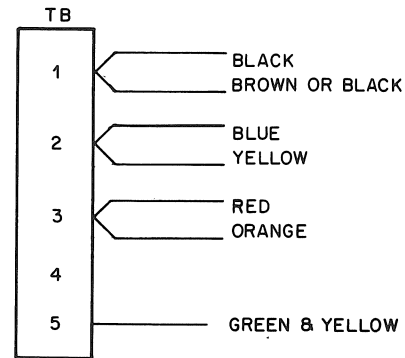 TB
1
BLACK
BROWN OR BLACK
2
BLUE
YELLOW
3
RED
ORANGE
4
5
GREEN & YELLOW